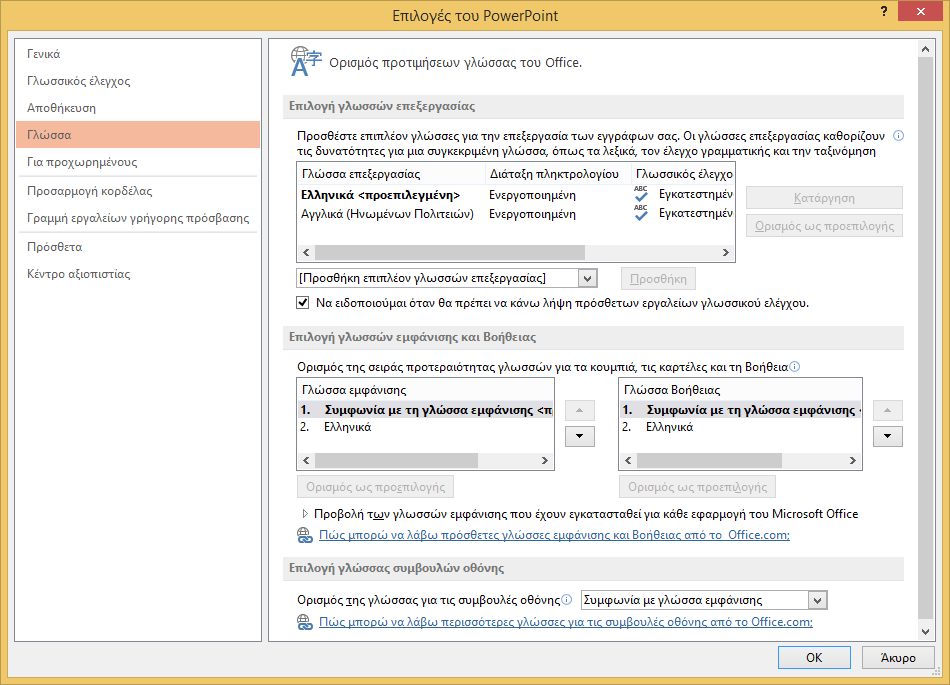 Επιλογές του PowerPoint
?
Γενικά
Γλωσσικός έλεγχος
Αποθήκευση
Γλώσσα
Για προχωρημένους
Προσαρμογή κορδέλας
Γραμμή εργαλείων γρήγορης πρόσβασης
Πρόσθετα
Κέντρο αξιοπιστίας
Ορισμός προτιμήσεων γλώσσας του Office.
Επιλογή γλωσσών επεξεργασίας
Προσθέστε επιπλέον γλώσσες για την επεξεργασία των εγγράφων σας. Οι γλώσσες επεξεργασίας καθορίζουν
τις δυνατότητες για μια συγκεκριμένη γλώσσα, όπως τα λεξικά, τον έλεγχο γραμματικής και την ταξινόμηση
Γλώσσα επεξεργασίας Διάταξη πληκτρολογίου Γλωσσικός έλεγχο
Ελληνικά <προεπιλεγμένη> Ενεργοποιημένη ABC Εγκατεστημέν
Αγγλικά (Ηνωμένων Πολιτειών) Ενεργοποιημένη ABC Εγκατεστημέν
Κατάργηση
Ορισμός ως προεπιλογής
[Προσθήκη επιπλέον γλωσσών επεξεργασίας] Προσθήκη
Να ειδοποιούμαι όταν θα πρέπει να κάνω λήψη πρόσθετων εργαλείων γλωσσικού ελέγχου.
Επιλογή γλωσσών εμφάνισης και Βοήθειας
Ορισμός της σειράς προτεραιότητας γλωσσών για τα κουμπιά, τις καρτέλες και τη Βοήθεια
Γλώσσα εμφάνισης
1. Συμφωνία με τη γλώσσα εμφάνισης <π
2. Ελληνικά
Ορισμός ως προεπιλογής
Γλώσσα Βοήθειας
1. Συμφωνία με τη γλώσσα εμφάνισης <
2. Ελληνικά
Ορισμός ως προεπιλογής
Προβολή των γλωσσών εμφάνισης που έχουν εγκατασταθεί για κάθε εφαρμογή του Microsoft Office
Πώς μπορώ να λάβω πρόσθετες γλώσσες εμφάνισης και Βοήθειας από το Office.com;
Επιλογή γλώσσας συμβουλών οθόνης
Ορισμός της γλώσσας για τις συμβουλές οθόνης Συμφωνία με γλώσσα εμφάνισης
Πώς μπορώ να λάβω περισσότερες γλώσσες για τις συμβουλές οθόνης από το Office.com;
OK Άκυρο